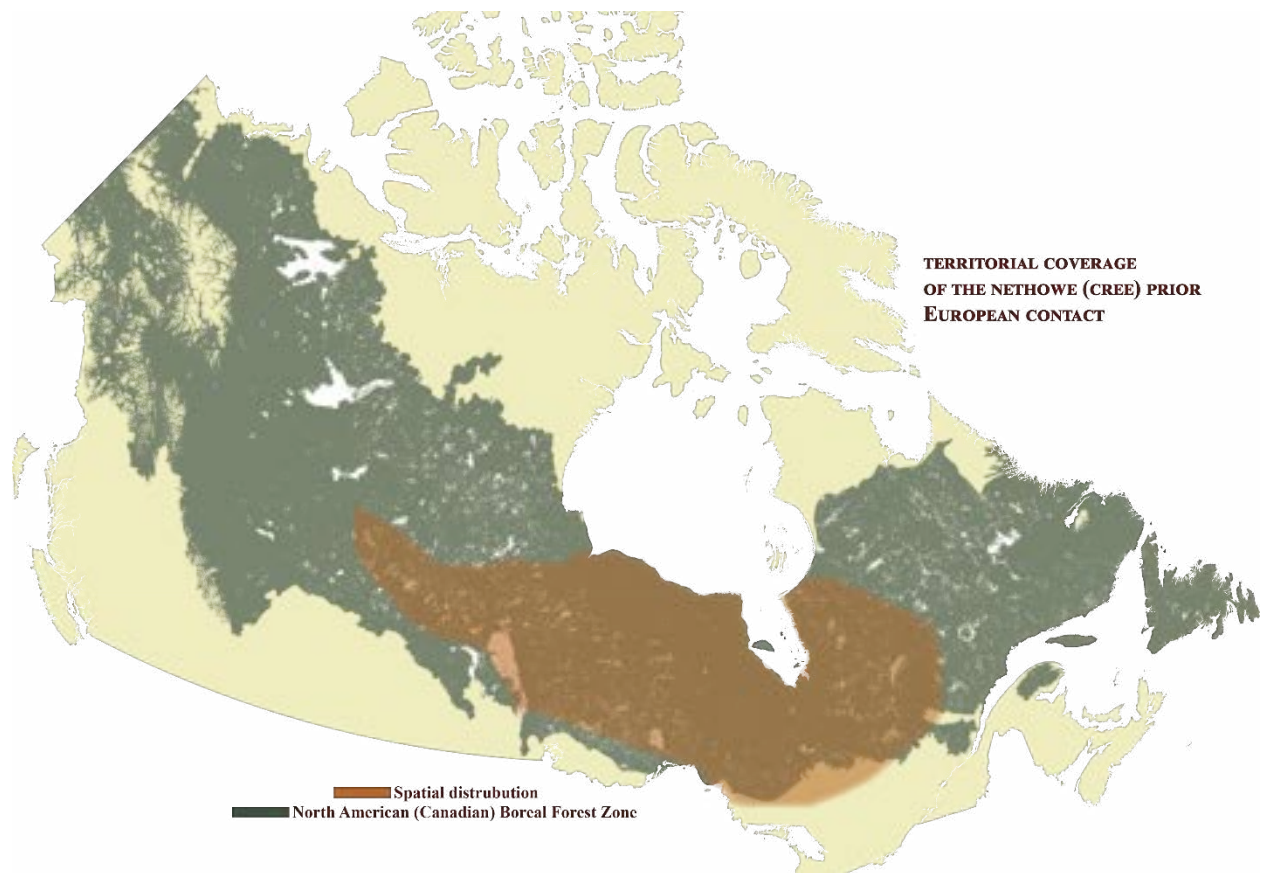 TERRITORIAL COVERAGE
OF THE NETHOWE (CREE) PRIOR
EUROPEAN CONTACT
Spatial distrubution
North American (Canadian) Boreal Forest Zone